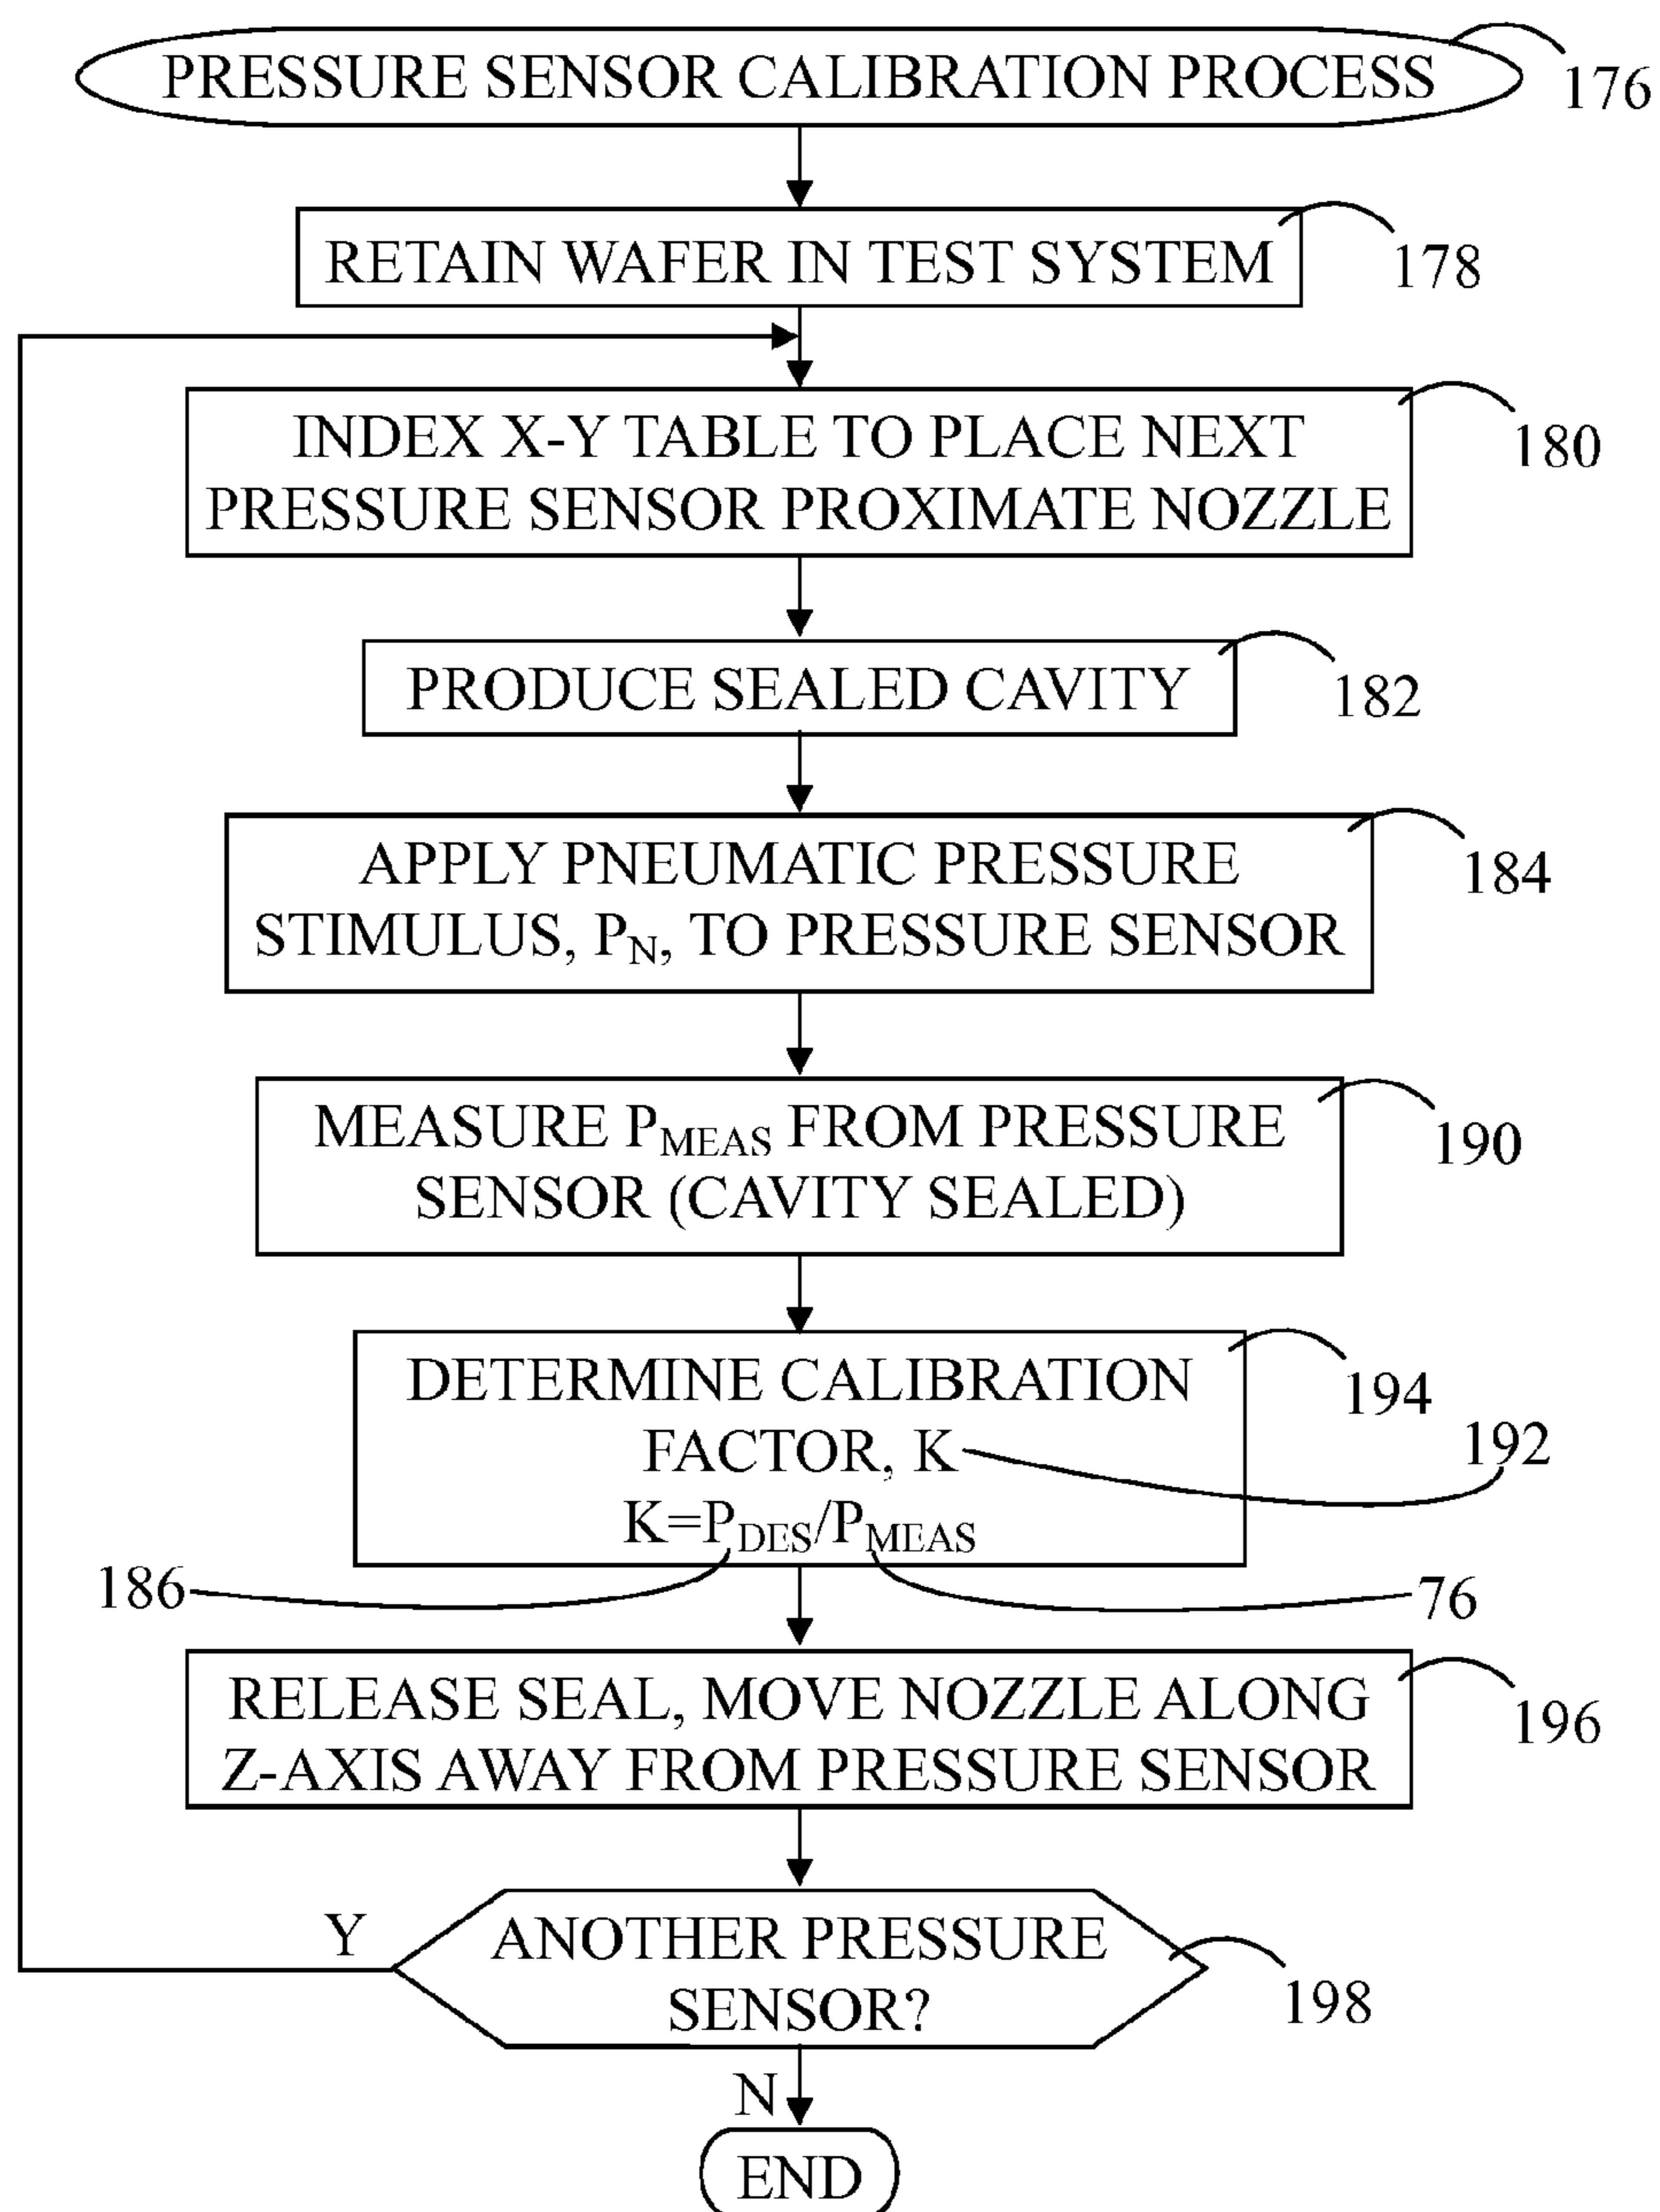 PRESSURE SENSOR CALIBRATION PROCESS
176
RETAIN WAFER IN TEST SYSTEM
178
INDEX X-Y TABLE TO PLACE NEXT
PRESSURE SENSOR PROXIMATE NOZZLE
180
PRODUCE SEALED CAVITY
182
APPLY PNEUMATIC PRESSURE
STIMULUS, PN, TO PRESSURE SENSOR
184
MEASURE PMEAS FROM PRESSURE
SENSOR (CAVITY SEALED)
190
DETERMINE CALIBRATION
FACTOR, K
K=PDES/PMEAS
194
192
186
76
RELEASE SEAL, MOVE NOZZLE ALONG
Z-AXIS AWAY FROM PRESSURE SENSOR
196
Y
ANOTHER PRESSURE
SENSOR?
198
N
END